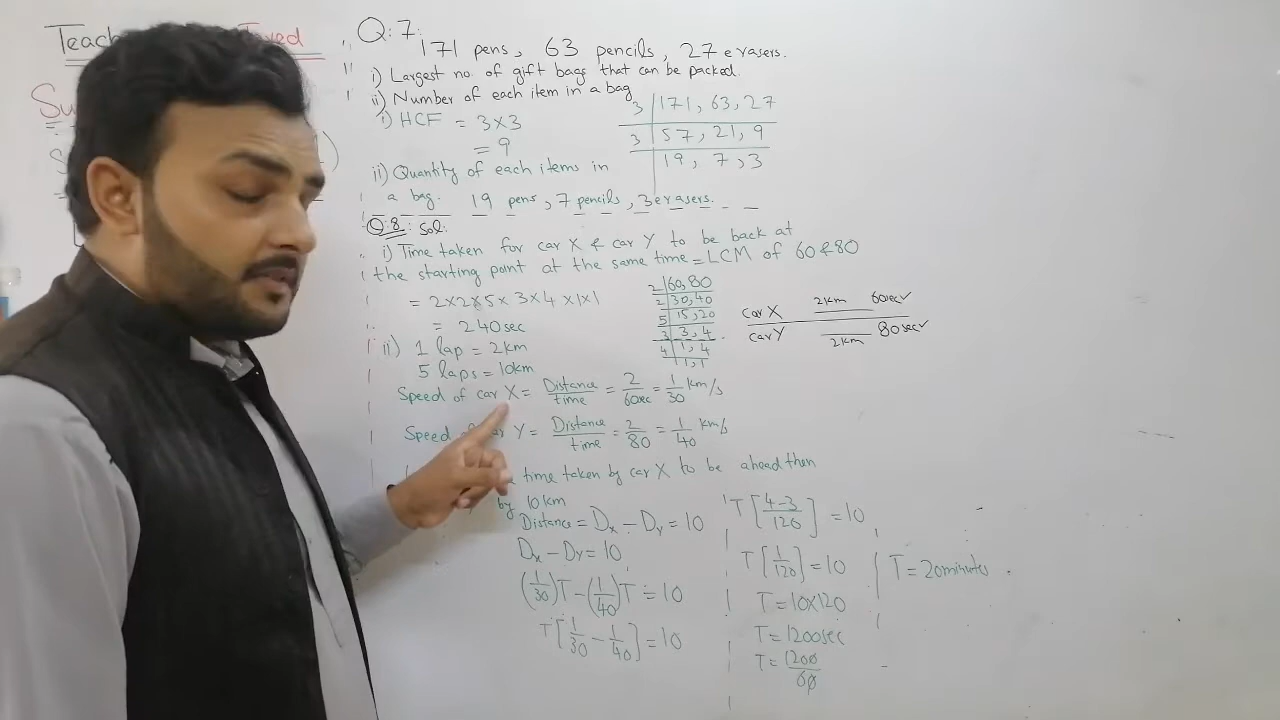 Teach
Q:7:
171 pens, 63 pencils, 27 erasers.
i) Largest no. of gift bags that can be packed.
ii) Number of each item in a bag
i) HCF = 3×3
= 9
3 | 171, 63, 27
3 | 57, 21, 9
19, 7, 3
ii) Quantity of each items in
a bag. 19 pens, 7 pencils, 3 erasers.
Q:8: Sol:
i) Time taken for car X & car Y to be back at
the starting point at the same time = LCM of 60 & 80
= 2×2×5×3×4×1×1
= 240sec
2 | 60, 80
2 | 30, 40
5 | 15, 20
3 | 3, 4
4 | 1, 4
1, 1
car X 2km 60sec
car Y 2km 80sec
ii) 1 lap = 2km
5 laps = 10km
Speed of car X = Distance/time = 2/60sec = 1/30 km/s
Speed of car Y = Distance/time = 2/80 = 1/40 km/s
time taken by car X to be ahead then
by 10km
Distance = Dx - Dy = 10
Dx - Dy = 10
(1/30)T - (1/40)T = 10
T[1/30 - 1/40] = 10
T[4-3/120] = 10
T[1/120] = 10
T = 10×120
T = 1200sec
T = 1200/60
T = 20minutes